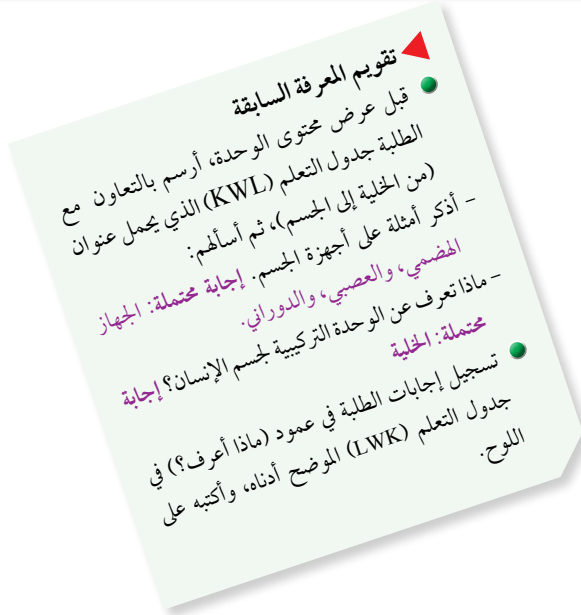 تقويم المعرفة السابقة
قبل عرض محتوى الوحدة، أرسم بالتعاون مع
الطلبة جدول التعلم (KWL) الذي يحمل عنوان
(من الخلية إلى الجسم)، ثم أسألهم:
- أذكر أمثلة على أجهزة الجسم. إجابة محتملة: الجهاز
الهضمي، والعصبي، والدوراني.
- ماذا تعرف عن الوحدة التركيبية لجسم الإنسان؟ إجابة
محتملة: الخلية
تسجيل إجابات الطلبة في عمود (ماذا أعرف؟) في
جدول التعلم (LWK) الموضح أدناه، وأكتبه على
اللوح.